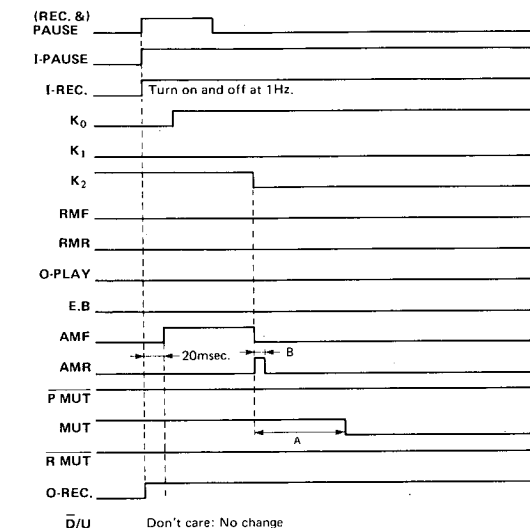 (REC. &)
PAUSE
I-PAUSE
I-REC. Turn on and off at 1Hz.
K0
K1
K2
RMF
RMR
O-PLAY
E.B
AMF
20msec. B
AMR
P MUT
MUT
A
R MUT
O-REC.
D/U Don't care: No change